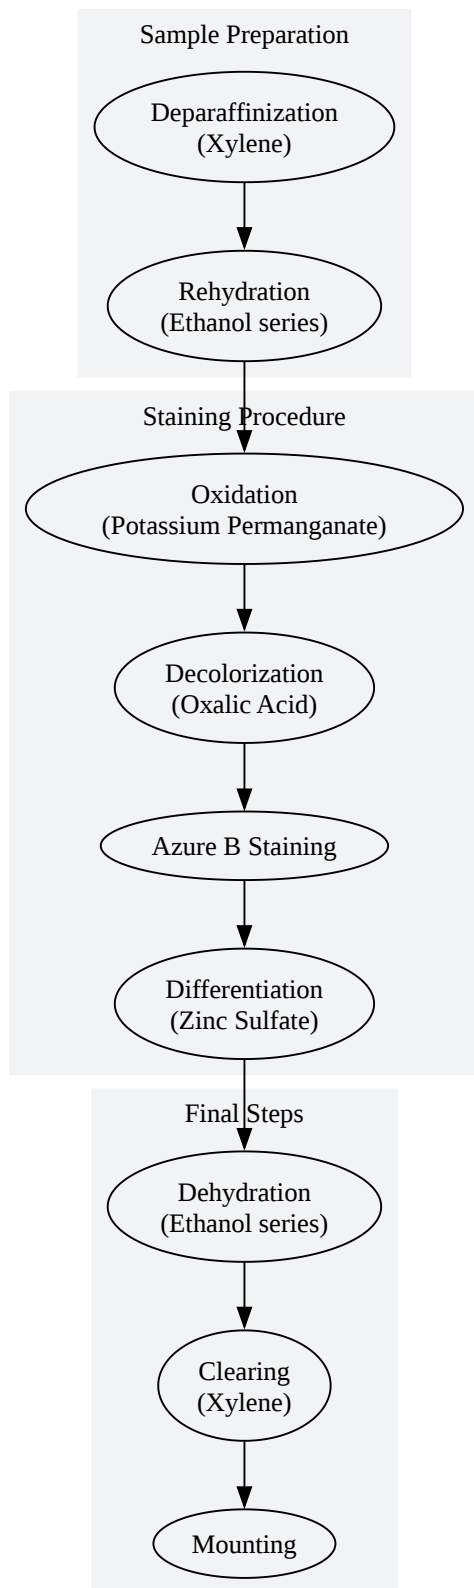 Sample Preparation
Deparaffinization
(Xylene)
Rehydration
(Ethanol series)
Staining Procedure
Oxidation
(Potassium Permanganate)
Decolorization
(Oxalic Acid)
Azure B Staining
Differentiation
(Zinc Sulfate)
Final Steps
Dehydration
(Ethanol series)
Clearing
(Xylene)
Mounting